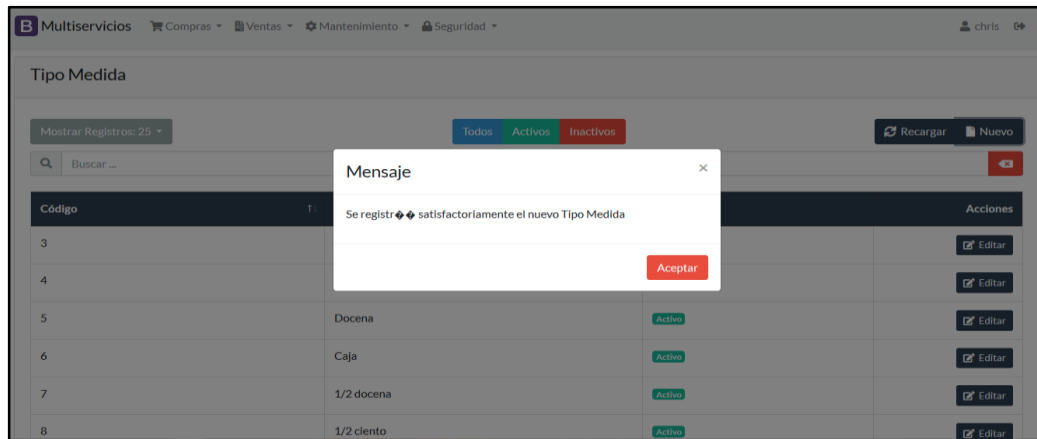 B Multiservicios Compras Ventas Mantenimiento Seguridad chris
Tipo Medida
Mostrar Registros: 25 Todos Activos Inactivos Recargar Nuevo
Buscar ...
Mensaje ×
Se registr�� satisfactoriamente el nuevo Tipo Medida
Aceptar
Código Acciones
3 Editar
4 Editar
5 Docena Activo Editar
6 Caja Activo Editar
7 1/2 docena Activo Editar
8 1/2 ciento Activo Editar